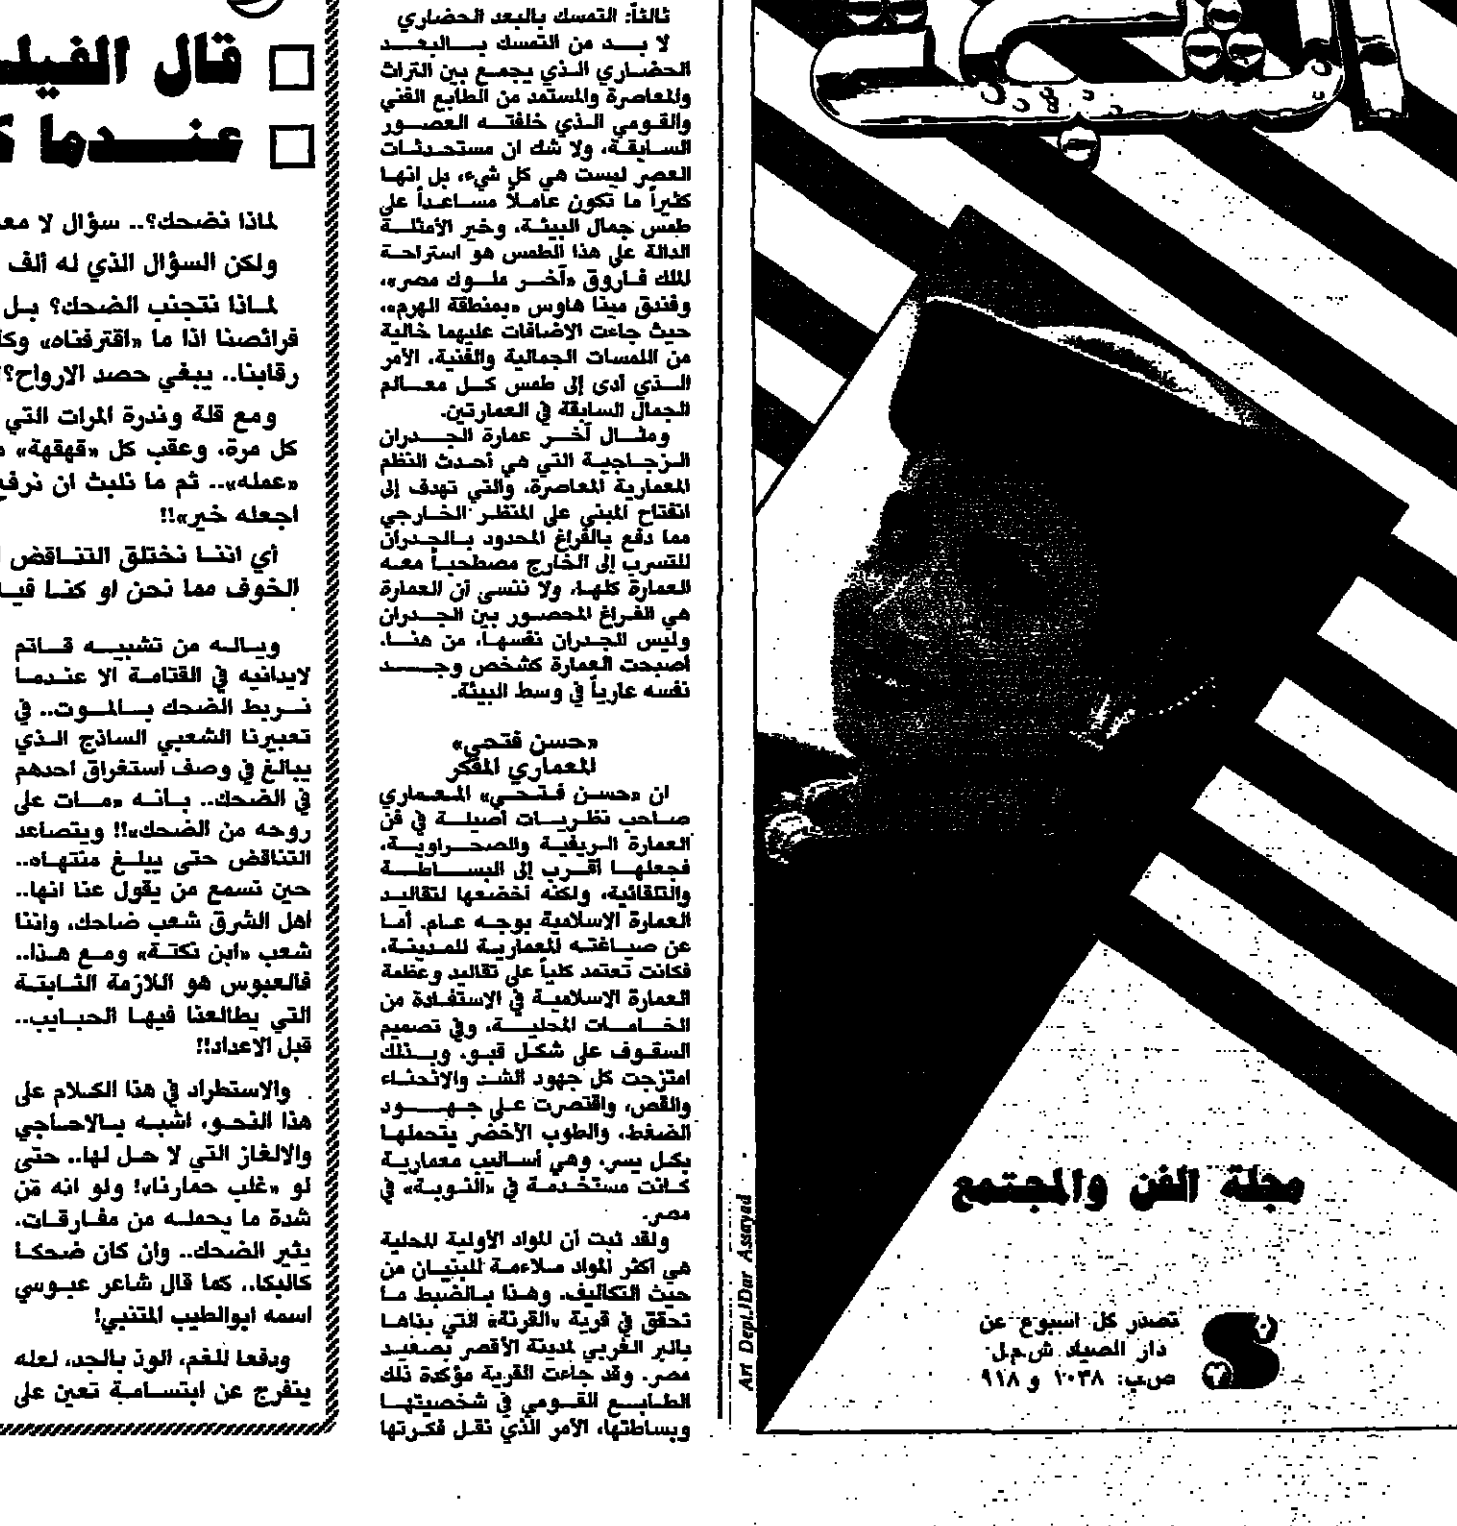 مجلة الفن والمجتمع
تصدر كل اسبوع عن
دار الصياد ش.م.ل
ص.ب: ١٠٣٨ و ٩١٨
Art Dept./Dar Assayad
ثالثاً: التمسك بالبعد الحضاري
لا بــد من التمسك بــالبعــد
الحضاري الذي يجمع بين التراث
والمعاصرة والمستمد من الطابع الفني
والقومي الذي خلفته العصور
السابقة، ولا شك ان مستحدثات
العصر ليست هي كل شيء، بل انها
كثيراً ما تكون عاملاً مساعداً على
طمس جمال البيئة، وخير الأمثلة
الدالة على هذا الطمس هو استراحة
الملك فاروق «آخر ملوك مصر»،
وفندق مينا هاوس «بمنطقة الهرم»،
حيث جاءت الاضافات عليهما خالية
من اللمسات الجمالية والفنية، الأمر
الذي أدى إلى طمس كل معالم
الجمال السابقة في العمارتين.
ومثال آخر عمارة الجدران
الزجاجية التي هي أحدث النظم
المعمارية المعاصرة، والتي تهدف إلى
انفتاح المبنى على المنظر الخارجي
مما دفع بالفراغ المحدود بالجدران
للتسرب إلى الخارج مصطحباً معه
العمارة كلها، ولا ننسى أن العمارة
هي الفراغ المحصور بين الجدران
وليس الجدران نفسها، من هنا،
أصبحت العمارة كشخص وجد
نفسه عارياً في وسط البيئة.
«حسن فتحي»
المعماري المفكر
ان «حسن فتحي» المعماري
صاحب نظريات أصيلة في فن
العمارة الريفية والصحراوية،
فجعلها أقرب إلى البساطة
والتلقائية، ولكنه أخضعها لتقاليد
العمارة الإسلامية بوجه عام. أما
عن صياغته المعمارية للمدينة،
فكانت تعتمد كلياً على تقاليد وعظمة
العمارة الإسلامية في الإستفادة من
الخامات المحلية، وفي تصميم
السقوف على شكل قبو. وبذلك
امتزجت كل جهود الشد والانحناء
والقص، واقتصرت على جهود
الضغط، والطوب الأخضر يتحملها
بكل يسر، وهي أساليب معمارية
كانت مستخدمة في «النوبة» في
مصر.
ولقد ثبت أن المواد الأولية المحلية
هي أكثر المواد ملاءمة للبنيان من
حيث التكاليف. وهذا بالضبط ما
تحقق في قرية «القرنة» التي بناها
بالبر الغربي لمدينة الأقصر بصعيد
مصر. وقد جاءت القرية مؤكدة ذلك
الطابع القومي في شخصيتها
وبساطتها، الأمر الذي نقل فكرتها
□ قال الفيلـ
□ عنــدما ك
لماذا نضحك؟.. سؤال لا معـ
ولكن السؤال الذي له ألف
لماذا نتجنب الضحك؟ بل
فرائصنا اذا ما «اقترفناه» وكا
رقابنا.. يبغي حصد الارواح؟
ومع قلة وندرة المرات التي
كل مرة، وعقب كل «قهقهة»
«عمله».. ثم ما نلبث ان نرفع
اجعله خير»!!
أي اننا نختلق التناقض
الخوف مما نحن او كنا فيـ
وياله من تشبيه قاتم
لايدانيه في القتامة الا عندما
نربط الضحك بالموت.. في
تعبيرنا الشعبي الساذج الذي
يبالغ في وصف استغراق احدهم
في الضحك.. بانه «مات على
روحه من الضحك»!! ويتصاعد
التناقض حتى يبلغ منتهاه..
حين نسمع من يقول عنا انها..
اهل الشرق شعب ضاحك، واننا
شعب «ابن نكتة» ومع هذا..
فالعبوس هو اللازمة الثابتة
التي يطالعنا فيها الحبايب..
قبل الاعداء!!
والاستطراد في هذا الكلام على
هذا النحو، اشبه بالاحاجي
والالغاز التي لا حل لها.. حتى
لو «غلب حمارنا»! ولو انه من
شدة ما يحمله من مفارقات،
يثير الضحك.. وان كان ضحكا
كالبكا.. كما قال شاعر عبوسي
اسمه ابوالطيب المتنبي!
ودفعا للغم، الوذ بالجد، لعله
يتفرج عن ابتسامة تعين على